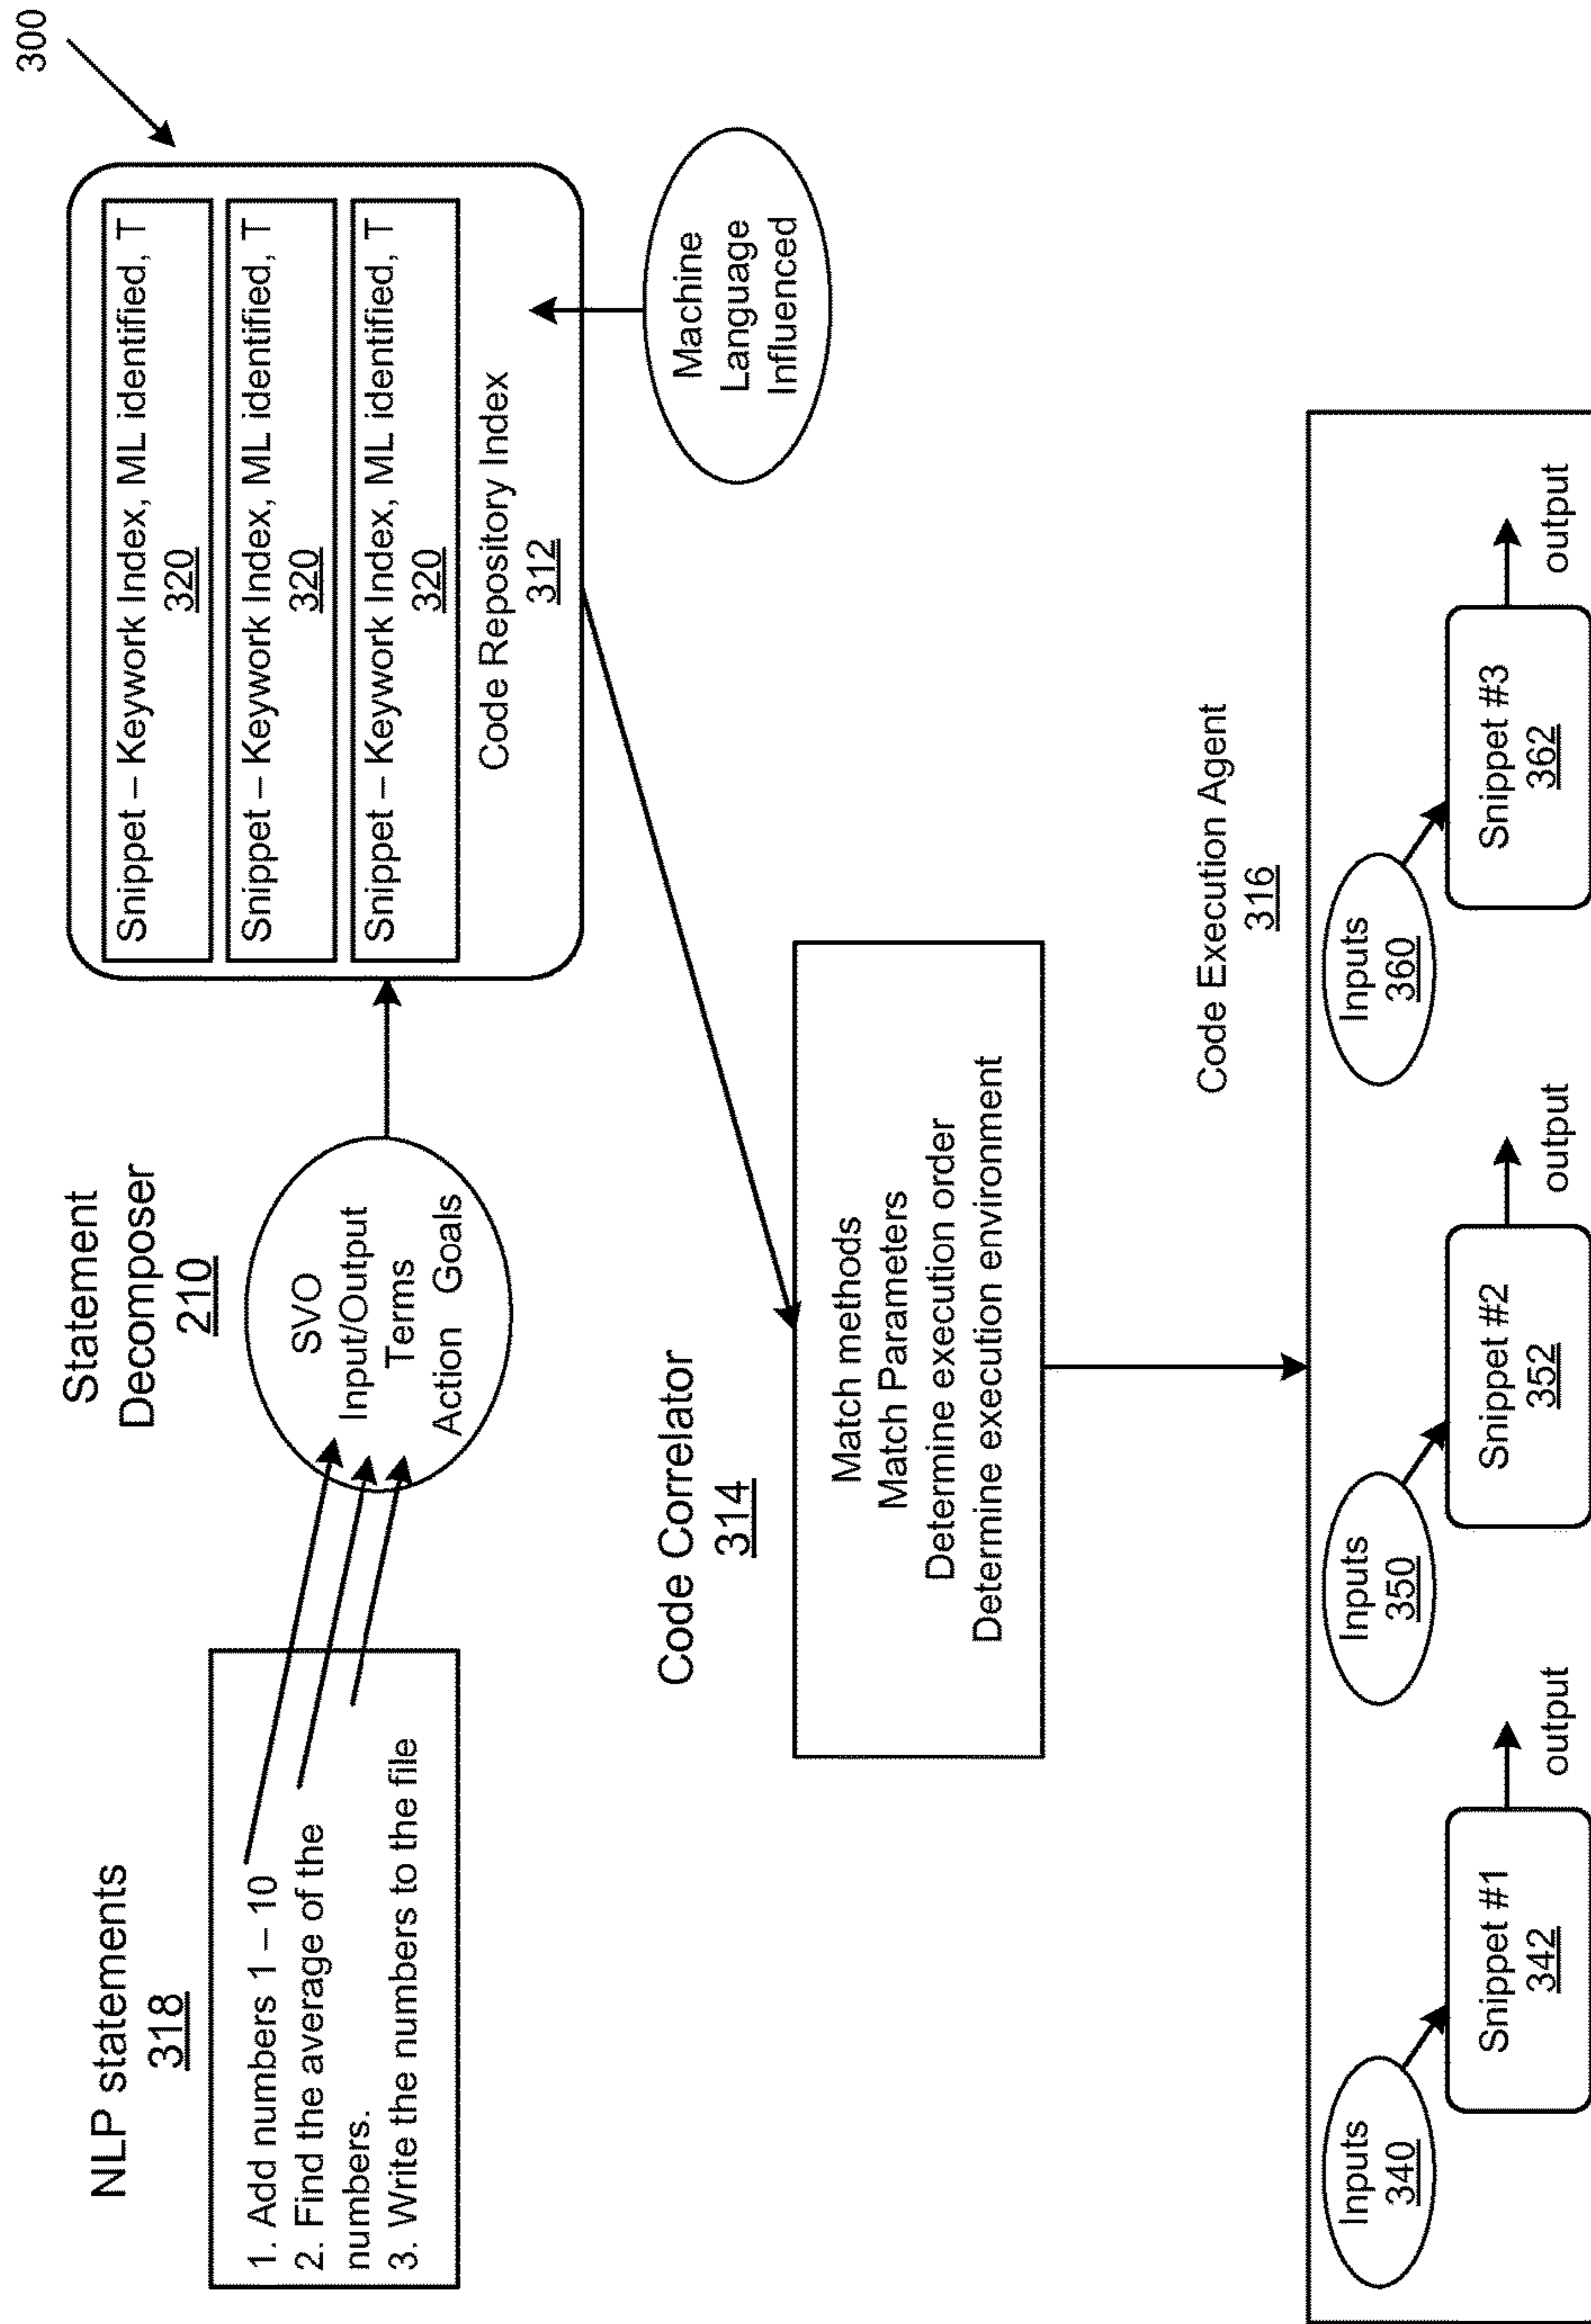 300
NLP statements
318
1. Add numbers 1 – 10
2. Find the average of the
numbers.
3. Write the numbers to the file
Statement
Decomposer
210
SVO
Input/Output
Terms
Action Goals
Snippet – Keywork Index, ML identified, T
320
Snippet – Keywork Index, ML identified, T
320
Snippet – Keywork Index, ML identified, T
320
Code Repository Index
312
Machine
Language
Influenced
Code Correlator
314
Match methods
Match Parameters
Determine execution order
Determine execution environment
Code Execution Agent
316
Inputs
340
Snippet #1
342
output
Inputs
350
Snippet #2
352
output
Inputs
360
Snippet #3
362
output